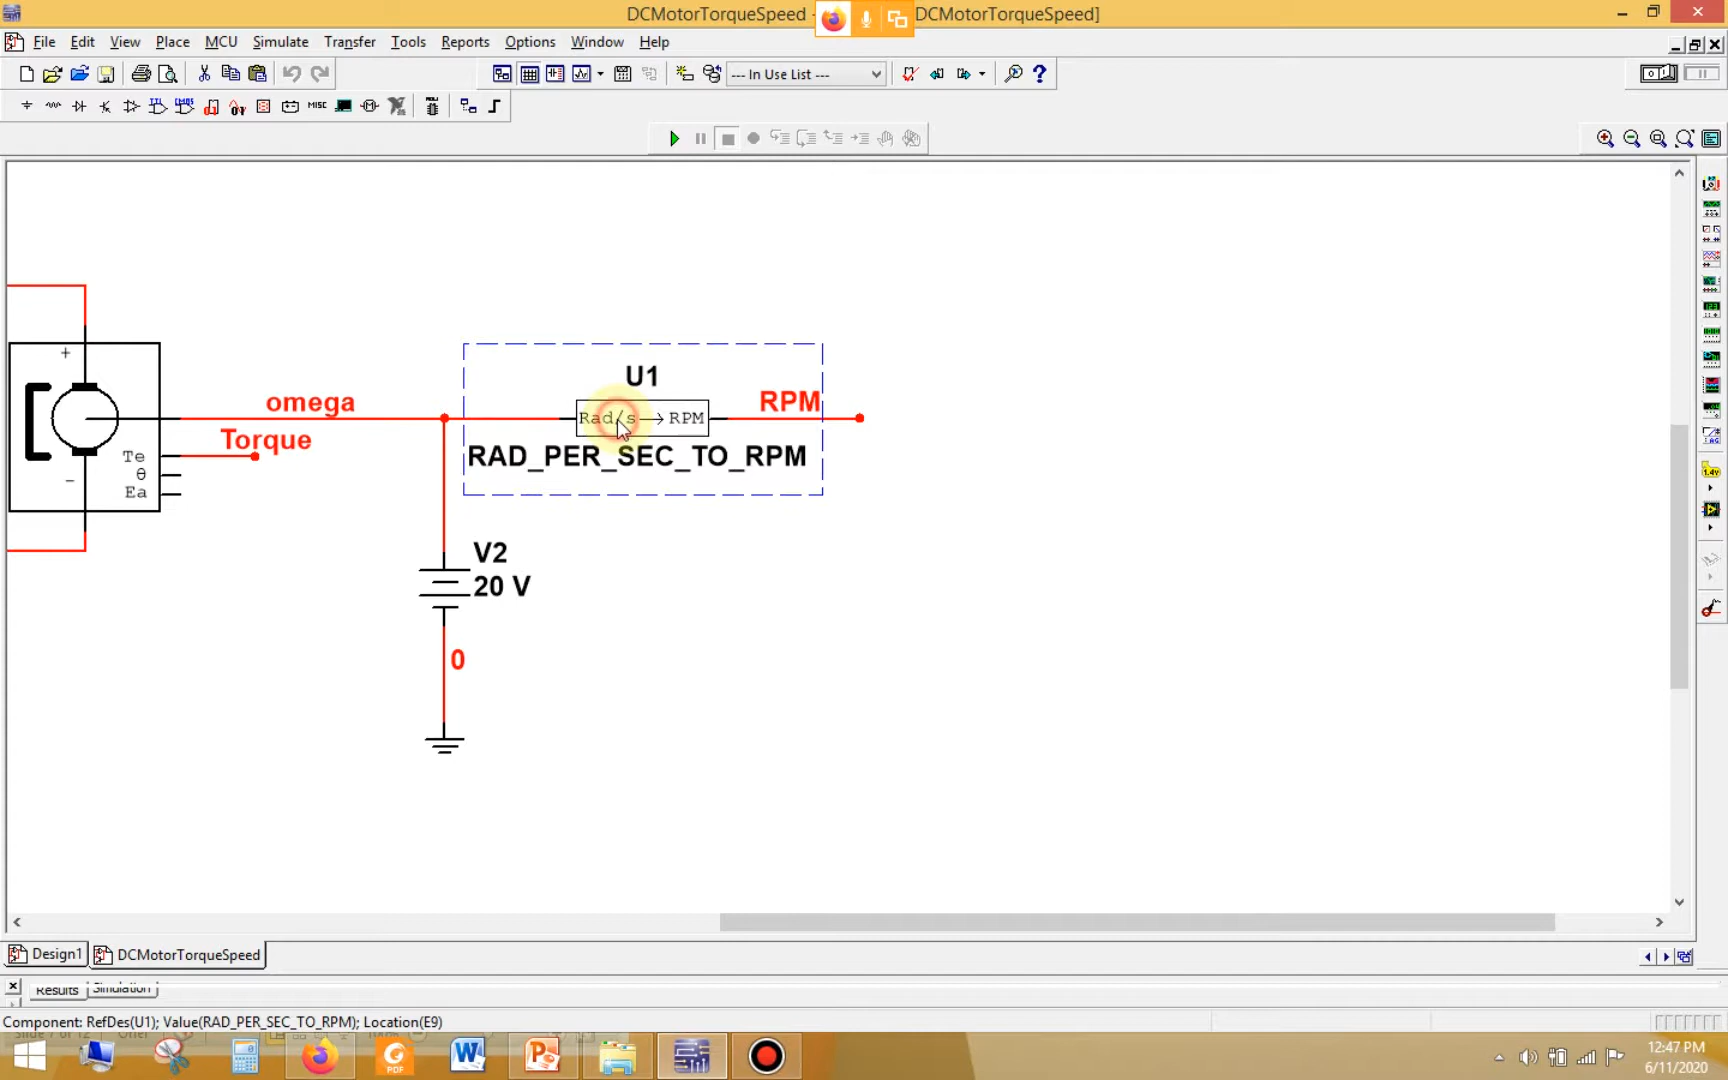 DCMotorTorqueSpeed - DCMotorTorqueSpeed]
File Edit View Place MCU Simulate Transfer Tools Reports Options Window Help
--- In Use List ---
MISC
U1
omega
Rad/s → RPM
RPM
Torque
RAD_PER_SEC_TO_RPM
+
Te
θ
-
Ea
V2
20 V
0
Design1 DCMotorTorqueSpeed
Results Simulation
Component: RefDes(U1); Value(RAD_PER_SEC_TO_RPM); Location(E9)
PDF
12:47 PM
6/11/2020